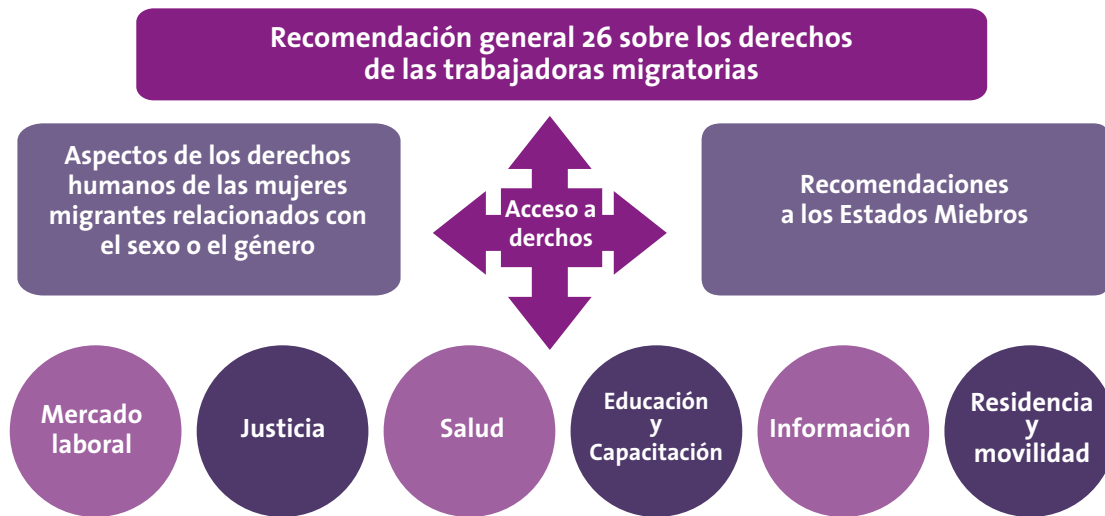 Recomendación general 26 sobre los derechos
de las trabajadoras migratorias
Aspectos de los derechos
humanos de las mujeres
migrantes relacionados con
el sexo o el género
Acceso a
derchos
Recomendaciones
a los Estados Miebros
Mercado
laboral
Justicia
Salud
Educación
y
Capacitación
Información
Residencia
y
movilidad